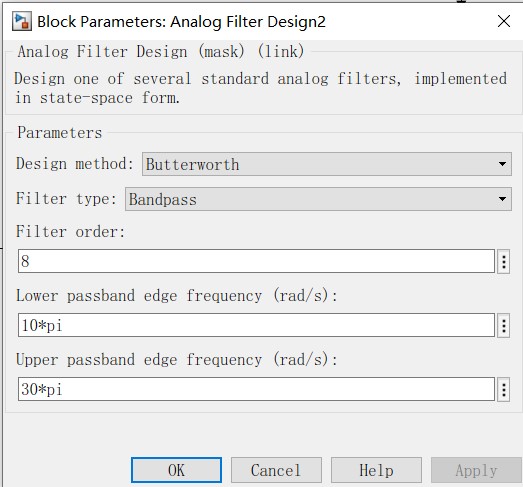 Block Parameters: Analog Filter Design2
Analog Filter Design (mask) (link)
Design one of several standard analog filters, implemented
in state-space form.
Parameters
Design method: Butterworth
Filter type: Bandpass
Filter order:
8
Lower passband edge frequency (rad/s):
10*pi
Upper passband edge frequency (rad/s):
30*pi
OK Cancel Help Apply